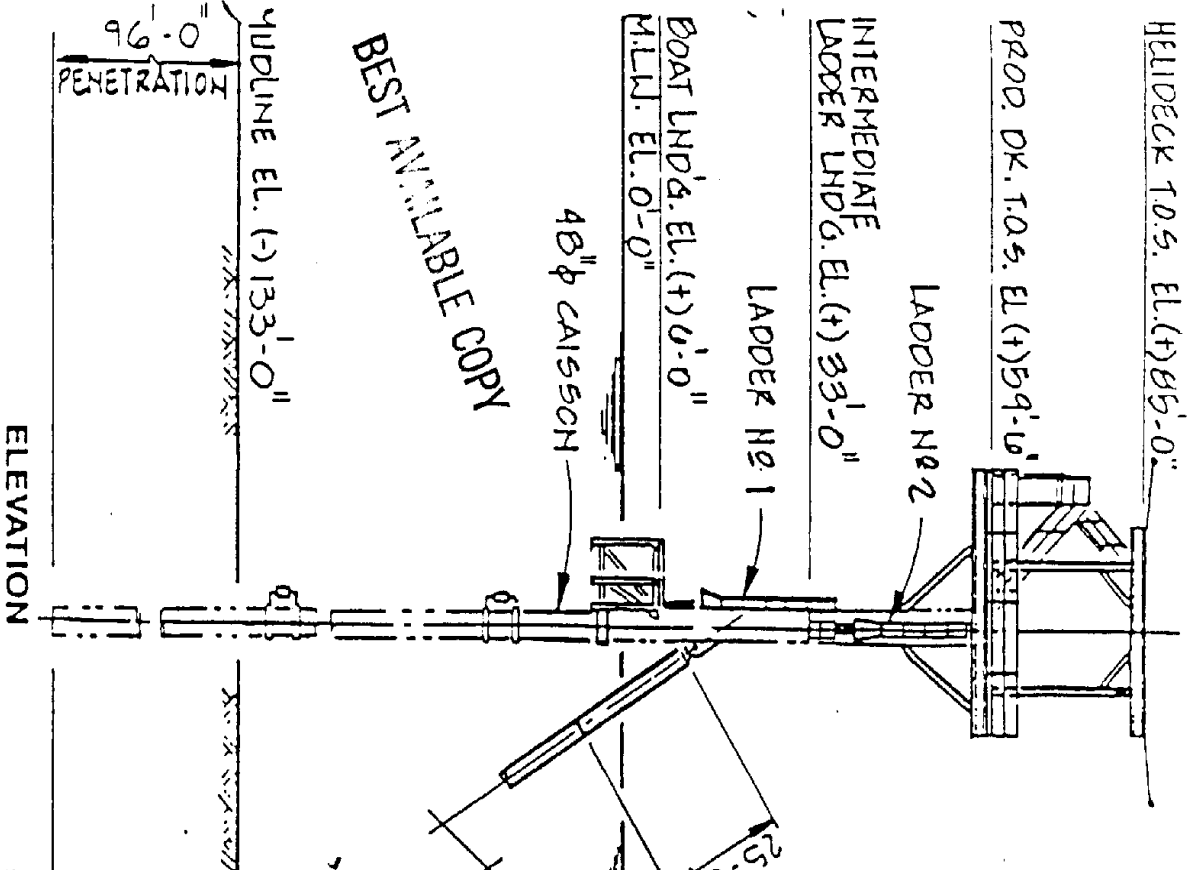 HELIDECK T.O.S. EL.(+)85'-0"
PROD. DK. T.O.S. EL.(+)59'-6"
LADDER Nº 2
INTERMEDIATE
LADDER LND'G. EL.(+)33'-0"
LADDER Nº 1
BOAT LND'G. EL.(+)6'-0"
M.L.W. EL. 0'-0"
48"ϕ CAISSON
BEST AVAILABLE COPY
MUDLINE EL. (-)133'-0"
96'-0"
PENETRATION
25
ELEVATION